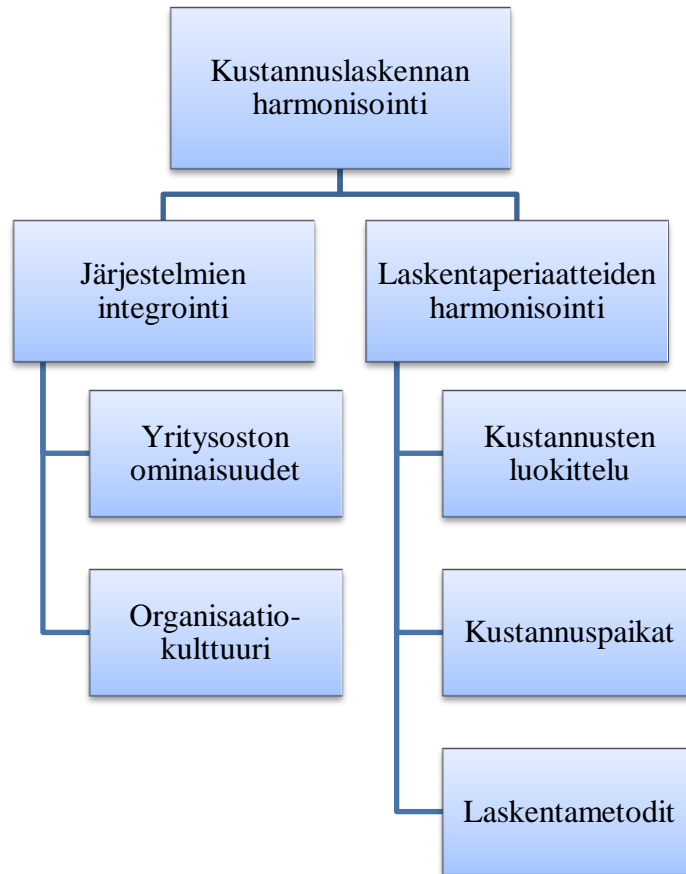 Kustannuslaskennan
harmonisointi
Järjestelmien
integrointi
Yritysoston
ominaisuudet
Organisaatio-
kulttuuri
Laskentaperiaatteiden
harmonisointi
Kustannusten
luokittelu
Kustannuspaikat
Laskentametodit